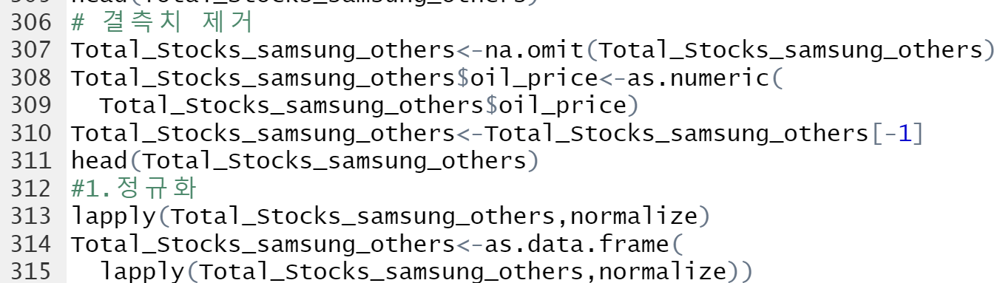 306 # 결측치 제거
307 Total_Stocks_samsung_others<-na.omit(Total_Stocks_samsung_others)
308 Total_Stocks_samsung_others$oil_price<-as.numeric(
309   Total_Stocks_samsung_others$oil_price)
310 Total_Stocks_samsung_others<-Total_Stocks_samsung_others[-1]
311 head(Total_Stocks_samsung_others)
312 #1.정규화
313 lapply(Total_Stocks_samsung_others,normalize)
314 Total_Stocks_samsung_others<-as.data.frame(
315   lapply(Total_Stocks_samsung_others,normalize))